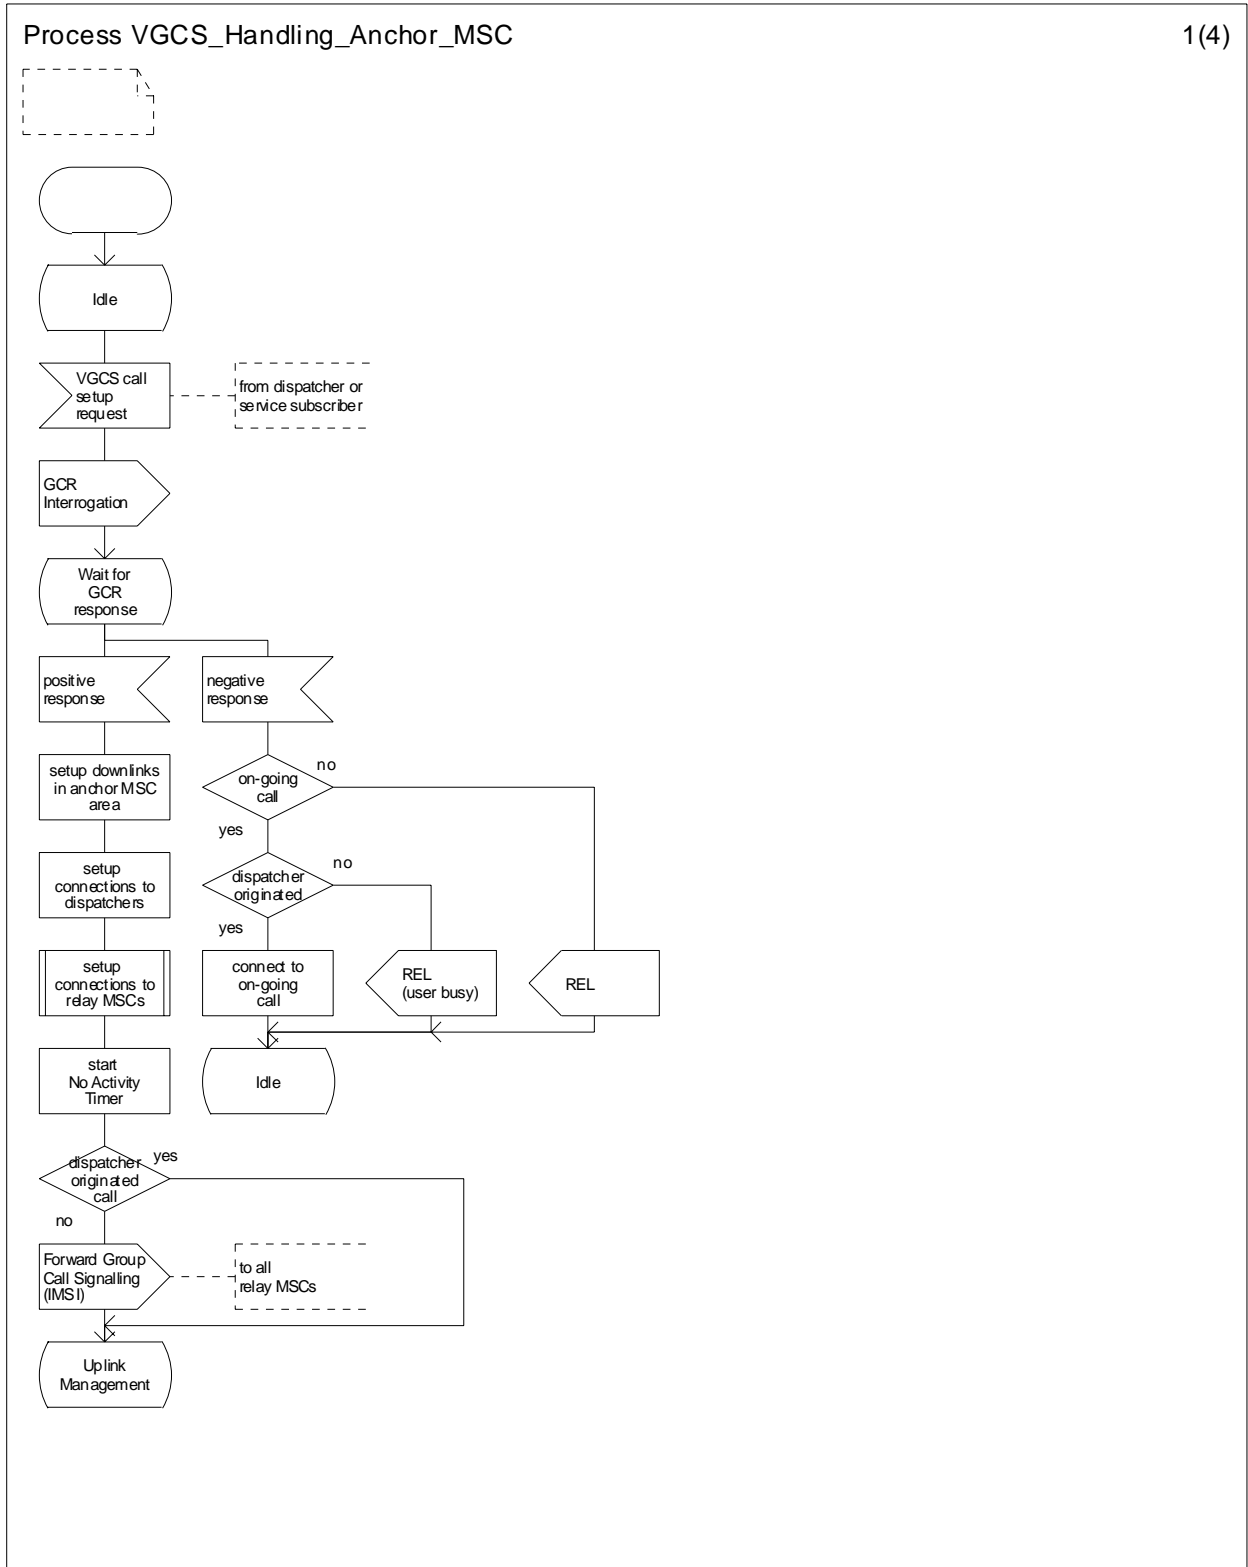 Process VGCS_Handling_Anchor_MSC
1(4)
Idle
VGCS call
setup
request
from dispatcher or
service subscriber
GCR
Interrogation
Wait for
GCR
response
positive
response
negative
response
setup downlinks
in anchor MSC
area
on-going
call
no
yes
setup
connections to
dispatchers
dispatcher
originated
no
yes
setup
connections to
relay MSCs
connect to
on-going
call
REL
(user busy)
REL
start
No Activity
Timer
Idle
dispatcher
originated
call
yes
no
Forward Group
Call Signalling
(IMSI)
to all
relay MSCs
Uplink
Management